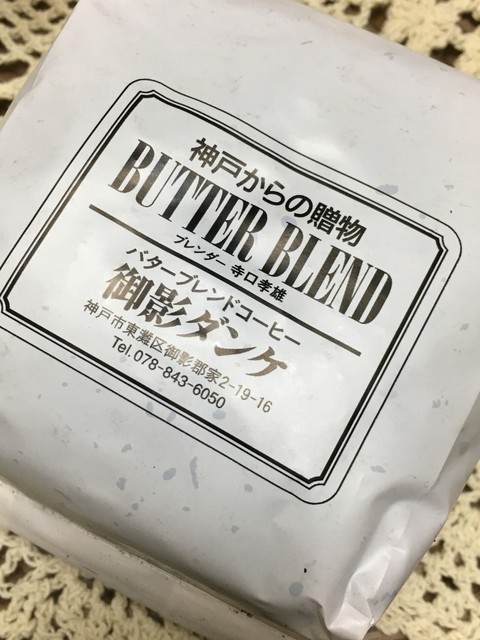 神戸からの贈物
BUTTER BLEND
ブレンダー 寺口孝雄
バターブレンドコーヒー
御影ダンケ
神戸市東灘区御影郡家2-19-16
Tel.078-843-6050